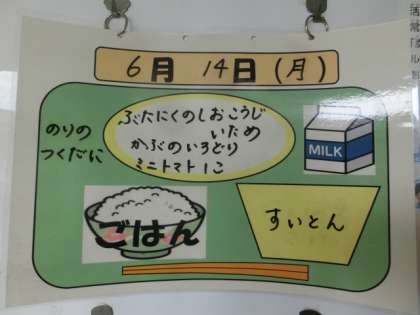 6月 14日(月)
のりの
つくだに
ぶたにくのしおこうじ
いため
かぶのいろどり
ミニトマト1こ
MILK
ごはん
すいとん